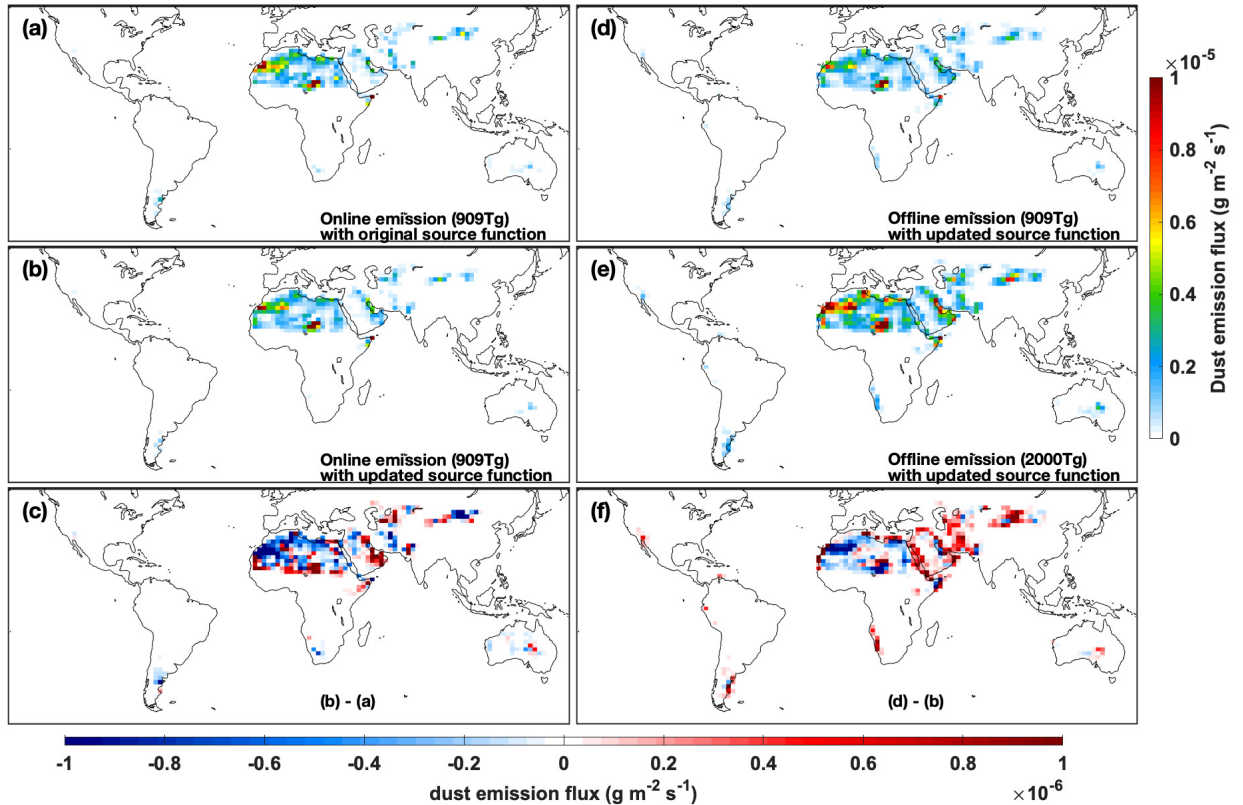 (a)
Online emission (909Tg)
with original source function
(d)
Offline emission (909Tg)
with updated source function
(b)
Online emission (909Tg)
with updated source function
(e)
Offline emission (2000Tg)
with updated source function
(c)
(b) - (a)
(f)
(d) - (b)
×10⁻⁵
1
0.8
0.6
0.4
0.2
0
Dust emission flux (g m⁻² s⁻¹)
-1 -0.8 -0.6 -0.4 -0.2 0 0.2 0.4 0.6 0.8 1
dust emission flux (g m⁻² s⁻¹)
×10⁻⁶